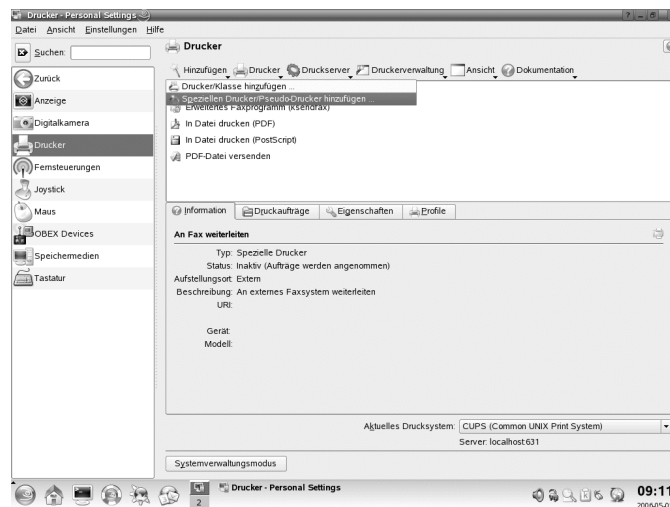 Drucker - Personal Settings
Datei Ansicht Einstellungen Hilfe
Suchen:
Drucker
Hinzufügen Drucker Druckserver Druckerverwaltung Ansicht Dokumentation
Zurück
Anzeige
Digitalkamera
Drucker
Fernsteuerungen
Joystick
Maus
OBEX Devices
Speichermedien
Tastatur
Drucker/Klasse hinzufügen ...
Speziellen Drucker/Pseudo-Drucker hinzufügen ...
Erweitertes Faxprogramm (ksendfax)
In Datei drucken (PDF)
In Datei drucken (PostScript)
PDF-Datei versenden
Information Druckaufträge Eigenschaften Profile
An Fax weiterleiten
Typ: Spezielle Drucker
Status: Inaktiv (Aufträge werden angenommen)
Aufstellungsort: Extern
Beschreibung: An externes Faxsystem weiterleiten
URI:
Gerät:
Modell:
Aktuelles Drucksystem: CUPS (Common UNIX Print System)
Server: localhost:631
Systemverwaltungsmodus
2
Drucker - Personal Settings
09:11